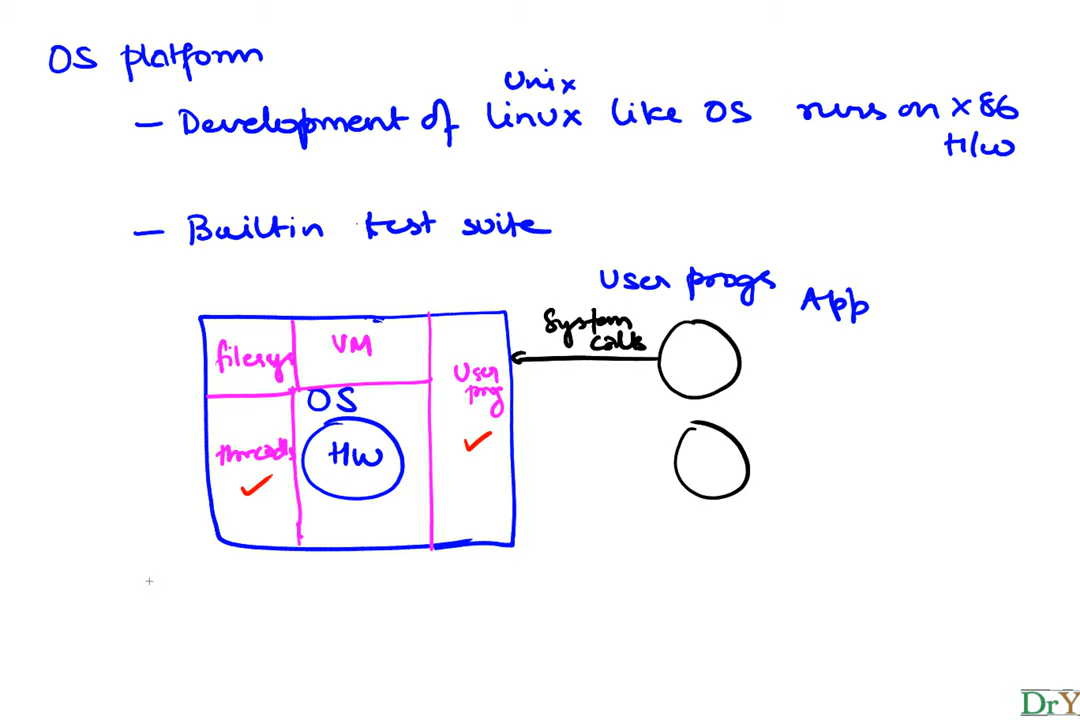 OS platform
Unix
– Development of Linux like OS runs on x86
H/W
– Builtin test suite
User progs App
System
calls
filesys VM
User
prog
OS
threads HW
DrY